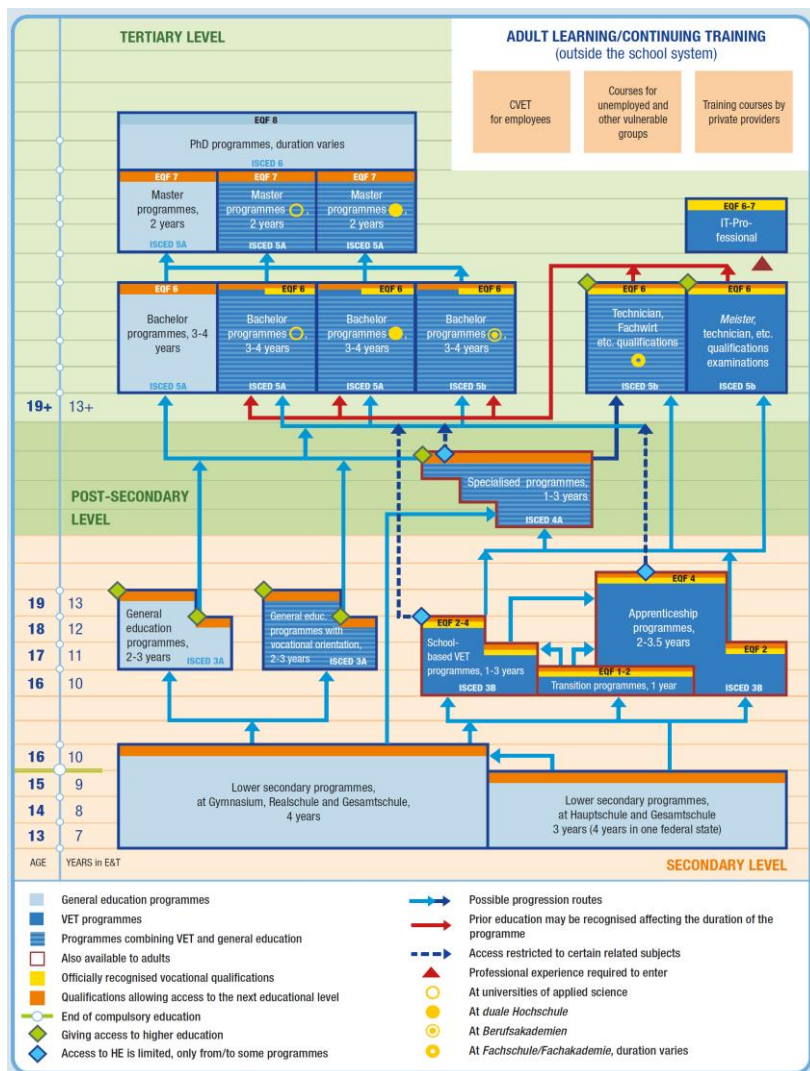 TERTIARY LEVEL
ADULT LEARNING/CONTINUING TRAINING
(outside the school system)
CVET
for employees
Courses for
unemployed and
other vulnerable
groups
Training courses by
private providers
EQF 8
PhD programmes, duration varies
ISCED 6
EQF 7
Master
programmes,
2 years
ISCED 5A
EQF 7
Master
programmes ,
2 years
ISCED 5A
EQF 7
Master
programmes ,
2 years
ISCED 5A
EQF 6-7
IT-Pro-
fessional
EQF 6
Bachelor
programmes, 3-4
years
ISCED 5A
EQF 6
Bachelor
programmes ,
3-4 years
ISCED 5A
EQF 6
Bachelor
programmes ,
3-4 years
ISCED 5A
EQF 6
Bachelor
programmes ,
3-4 years
ISCED 5b
EQF 6
Technician,
Fachwirt
etc. qualifications
ISCED 5b
EQF 6
Meister,
technician, etc.
qualifications
examinations
ISCED 5b
19+ 13+
POST-SECONDARY
LEVEL
Specialised programmes,
1-3 years
ISCED 4A
19 13
18 12
17 11
16 10
General
education
programmes,
2-3 years
ISCED 3A
General educ.
programmes with
vocational orientation,
2-3 years
ISCED 3A
EQF 2-4
School-
based VET
programmes, 1-3 years
ISCED 3B
EQF 1-2
Transition programmes, 1 year
EQF 4
Apprenticeship
programmes,
2-3.5 years
EQF 2
ISCED 3B
16 10
15 9
14 8
13 7
Lower secondary programmes,
at Gymnasium, Realschule and Gesamtschule,
4 years
Lower secondary programmes,
at Hauptschule and Gesamtschule
3 years (4 years in one federal state)
AGE YEARS in E&T
SECONDARY LEVEL
General education programmes
VET programmes
Programmes combining VET and general education
Also available to adults
Officially recognised vocational qualifications
Qualifications allowing access to the next educational level
End of compulsory education
Giving access to higher education
Access to HE is limited, only from/to some programmes
Possible progression routes
Prior education may be recognised affecting the duration of the
programme
Access restricted to certain related subjects
Professional experience required to enter
At universities of applied science
At duale Hochschule
At Berufsakademien
At Fachschule/Fachakademie, duration varies